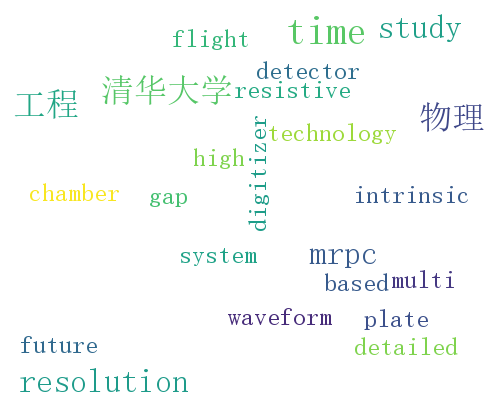 time
study
flight
detector
清华大学
resistive
工程
物理
technology
digitizer
high
chamber
gap
intrinsic
system
mrpc
based
multi
waveform
plate
future
detailed
resolution